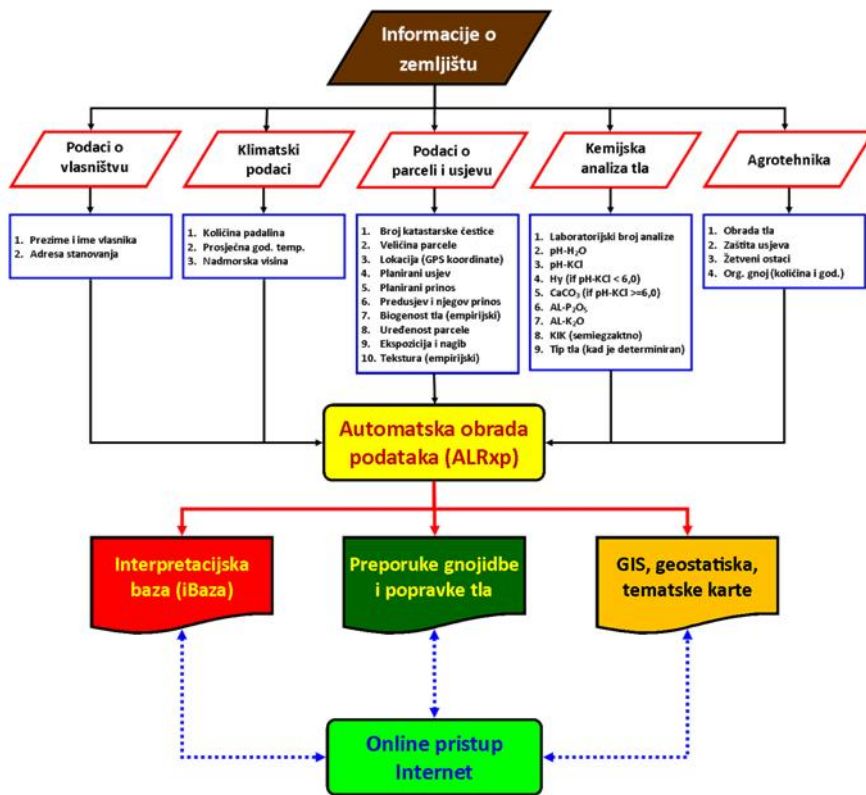 Informacije o
zemljištu
Podaci o
vlasništvu
Klimatski
podaci
Podaci o
parceli i usjevu
Kemijska
analiza tla
Agrotehnika
1. Prezime i ime vlasnika
2. Adresa stanovanja
1. Količina padalina
2. Prosječna god. temp.
3. Nadmorska visina
1. Broj katastarske čestice
2. Veličina parcele
3. Lokacija (GPS koordinate)
4. Planirani usjev
5. Planirani prinos
6. Predusjev i njegov prinos
7. Biogenost tla (empirijski)
8. Uređenost parcele
9. Ekspozicija i nagib
10. Tekstura (empirijski)
1. Laboratorijski broj analize
2. pH-H₂O
3. pH-KCl
4. Hy (if pH-KCl < 6,0)
5. CaCO₃ (if pH-KCl >=6,0)
6. AL-P₂O₅
7. AL-K₂O
8. KIK (semiegzaktno)
9. Tip tla (kad je determiniran)
1. Obrada tla
2. Zaštita usjeva
3. Žetveni ostaci
4. Org. gnoj (količina i god.)
Automatska obrada
podataka (ALRxp)
Interpretacijska
baza (iBaza)
Preporuke gnojidbe
i popravke tla
GIS, geostatiska,
tematske karte
Online pristup
Internet